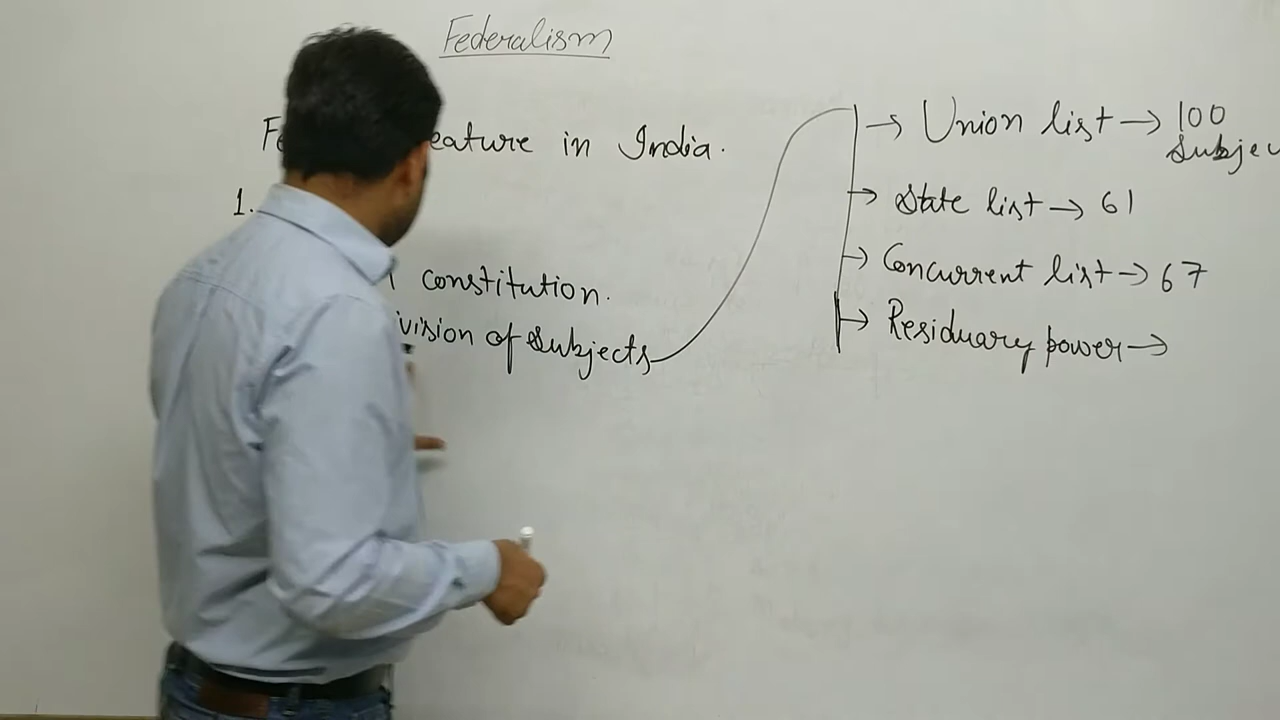 Federalism
eature in India.
1.
constitution.
ivision of Subjects
→ Union list → 100
Subjec
→ State list → 61
→ Concurrent list → 67
→ Residuary power →